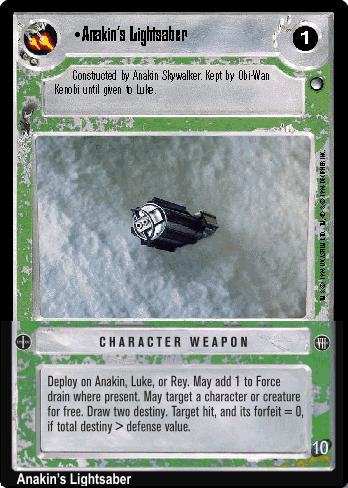 •Anakin's Lightsaber
1
Constructed by Anakin Skywalker. Kept by Obi-Wan
Kenobi until given to Luke.
CHARACTER WEAPON
VII
Deploy on Anakin, Luke, or Rey. May add 1 to Force
drain where present. May target a character or creature
for free. Draw two destiny. Target hit, and its forfeit = 0,
if total destiny > defense value.
10
Anakin's Lightsaber